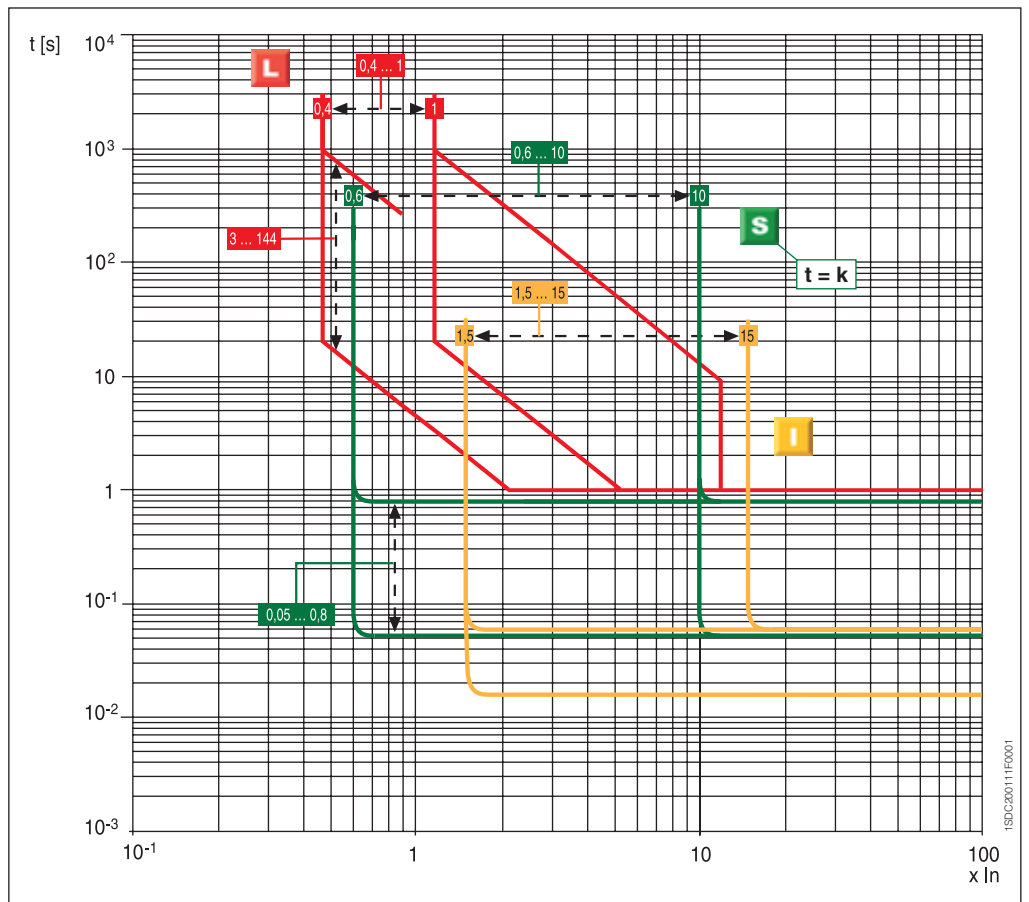 t [s]
10⁴
L
0,4 ... 1
0,4
1
10³
0,6 ... 10
0,6
10
S
3 ... 144
t = k
10²
1,5 ... 15
1,5
15
10
I
1
10⁻¹
0,05 ... 0,8
10⁻²
10⁻³
10⁻¹
1
10
100
x In
1SDC200111F0001